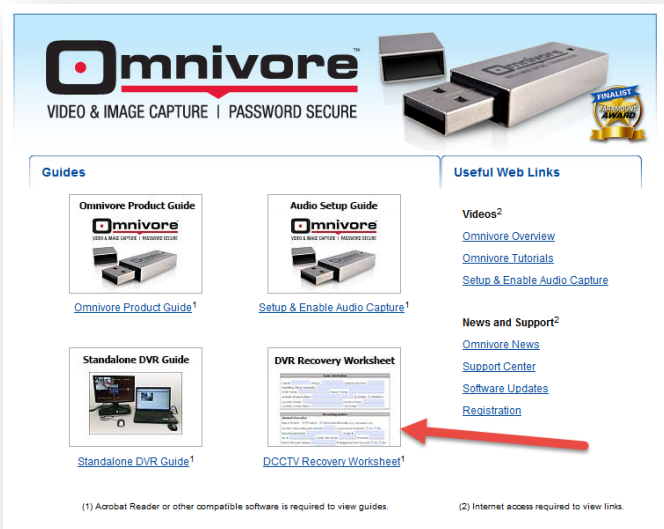 Omnivore™
VIDEO & IMAGE CAPTURE | PASSWORD SECURE
FINALIST
PARAMOUNT
AWARD
Guides
Omnivore Product Guide
Omnivore
VIDEO & IMAGE CAPTURE | PASSWORD SECURE
Omnivore Product Guide1
Audio Setup Guide
Omnivore
VIDEO & IMAGE CAPTURE | PASSWORD SECURE
Setup & Enable Audio Capture1
Standalone DVR Guide
Standalone DVR Guide1
DVR Recovery Worksheet
DCCTV Recovery Worksheet1
(1) Acrobat Reader or other compatible software is required to view guides.
Useful Web Links
Videos2
Omnivore Overview
Omnivore Tutorials
Setup & Enable Audio Capture
News and Support2
Omnivore News
Support Center
Software Updates
Registration
(2) Internet access required to view links.